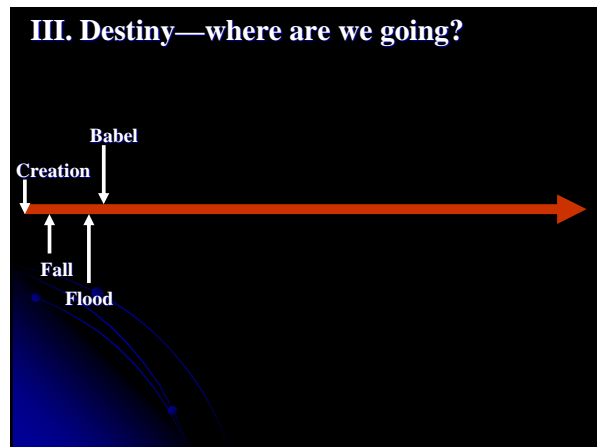 III. Destiny—where are we going?
Babel
Creation
Fall
Flood